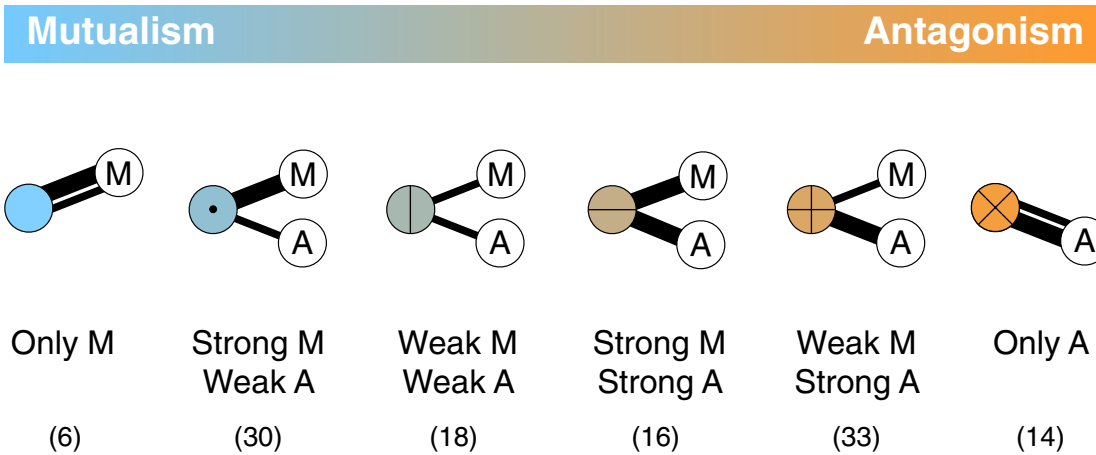 Mutualism Antagonism
M M M M M
A A A A A
Only M Strong M Weak M Strong M Weak M Only A
Weak A Weak A Strong A Strong A
(6) (30) (18) (16) (33) (14)